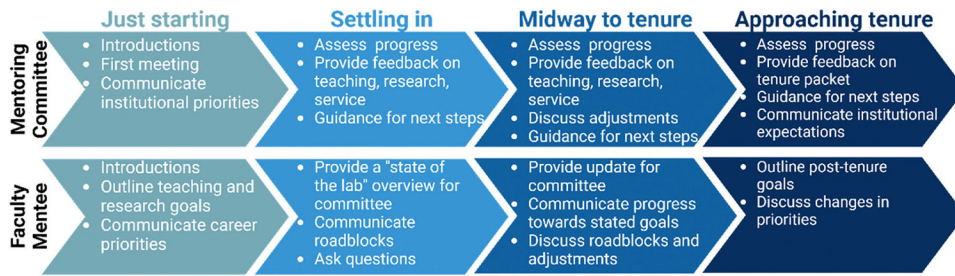 Just starting
Settling in
Midway to tenure
Approaching tenure
Mentoring
Committee
• Introductions
• First meeting
• Communicate
institutional priorities
• Assess progress
• Provide feedback on
teaching, research,
service
• Guidance for next steps
• Assess progress
• Provide feedback on
teaching, research,
service
• Discuss adjustments
• Guidance for next steps
• Assess progress
• Provide feedback on
tenure packet
• Guidance for next steps
• Communicate institutional
expectations
Faculty
Mentee
• Introductions
• Outline teaching and
research goals
• Communicate career
priorities
• Provide a "state of
the lab" overview for
committee
• Communicate
roadblocks
• Ask questions
• Provide update for
committee
• Communicate progress
towards stated goals
• Discuss roadblocks and
adjustments
• Outline post-tenure
goals
• Discuss changes in
priorities